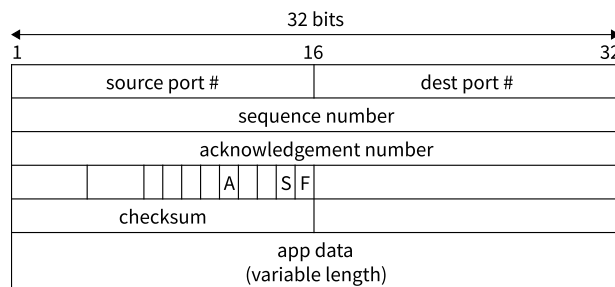 32 bits
1 16 32
source port # dest port #
sequence number
acknowledgement number
A S F
checksum
app data
(variable length)